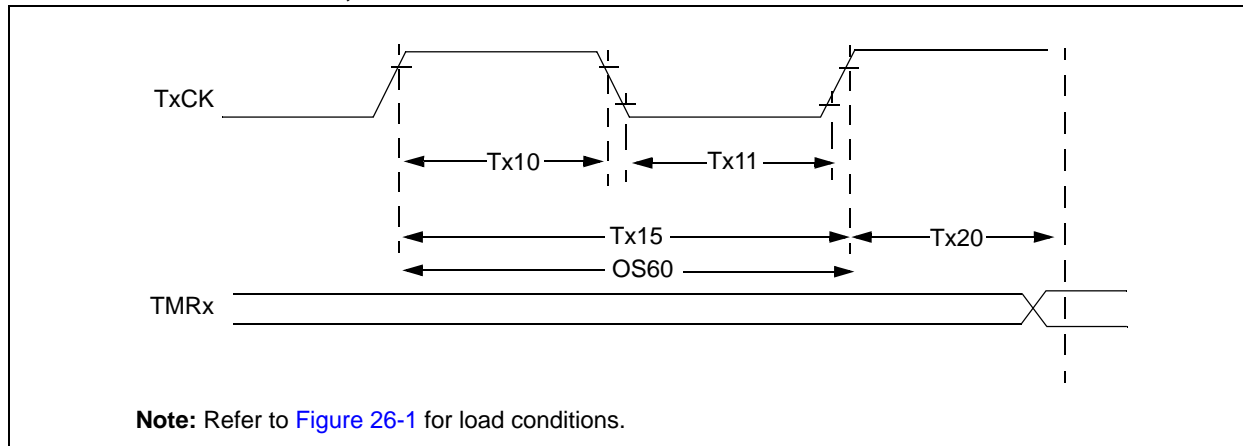 TxCK
Tx10
Tx11
Tx15
Tx20
OS60
TMRx
Note: Refer to Figure 26-1 for load conditions.